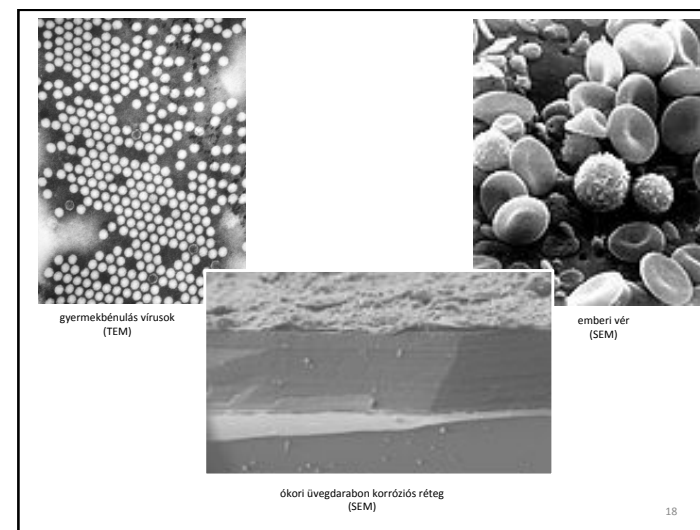 gyermekbénulás vírusok
(TEM)
emberi vér
(SEM)
ókori üvegdarabon korróziós réteg
(SEM)
18